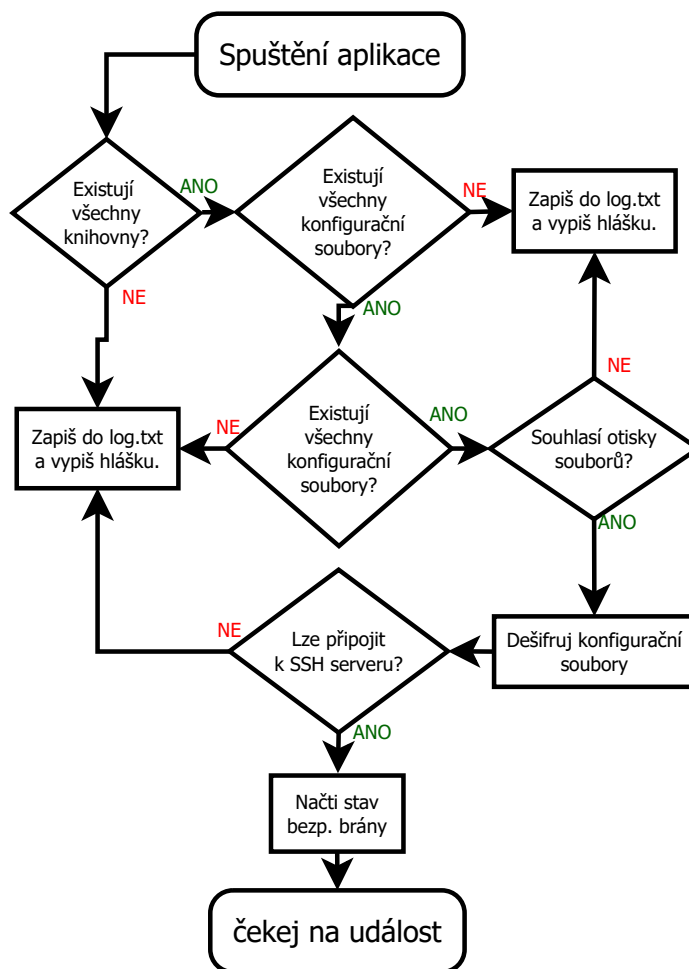 Spuštění aplikace
Existují
všechny
knihovny?
ANO
NE
Existují
všechny
konfigurační
soubory?
NE
ANO
Zapiš do log.txt
a vypiš hlášku.
Zapiš do log.txt
a vypiš hlášku.
NE
Existují
všechny
konfigurační
soubory?
ANO
NE
Souhlasí otisky
souborů?
ANO
NE
Lze připojit
k SSH serveru?
ANO
Dešifruj konfigurační
soubory
Načti stav
bezp. brány
čekej na událost